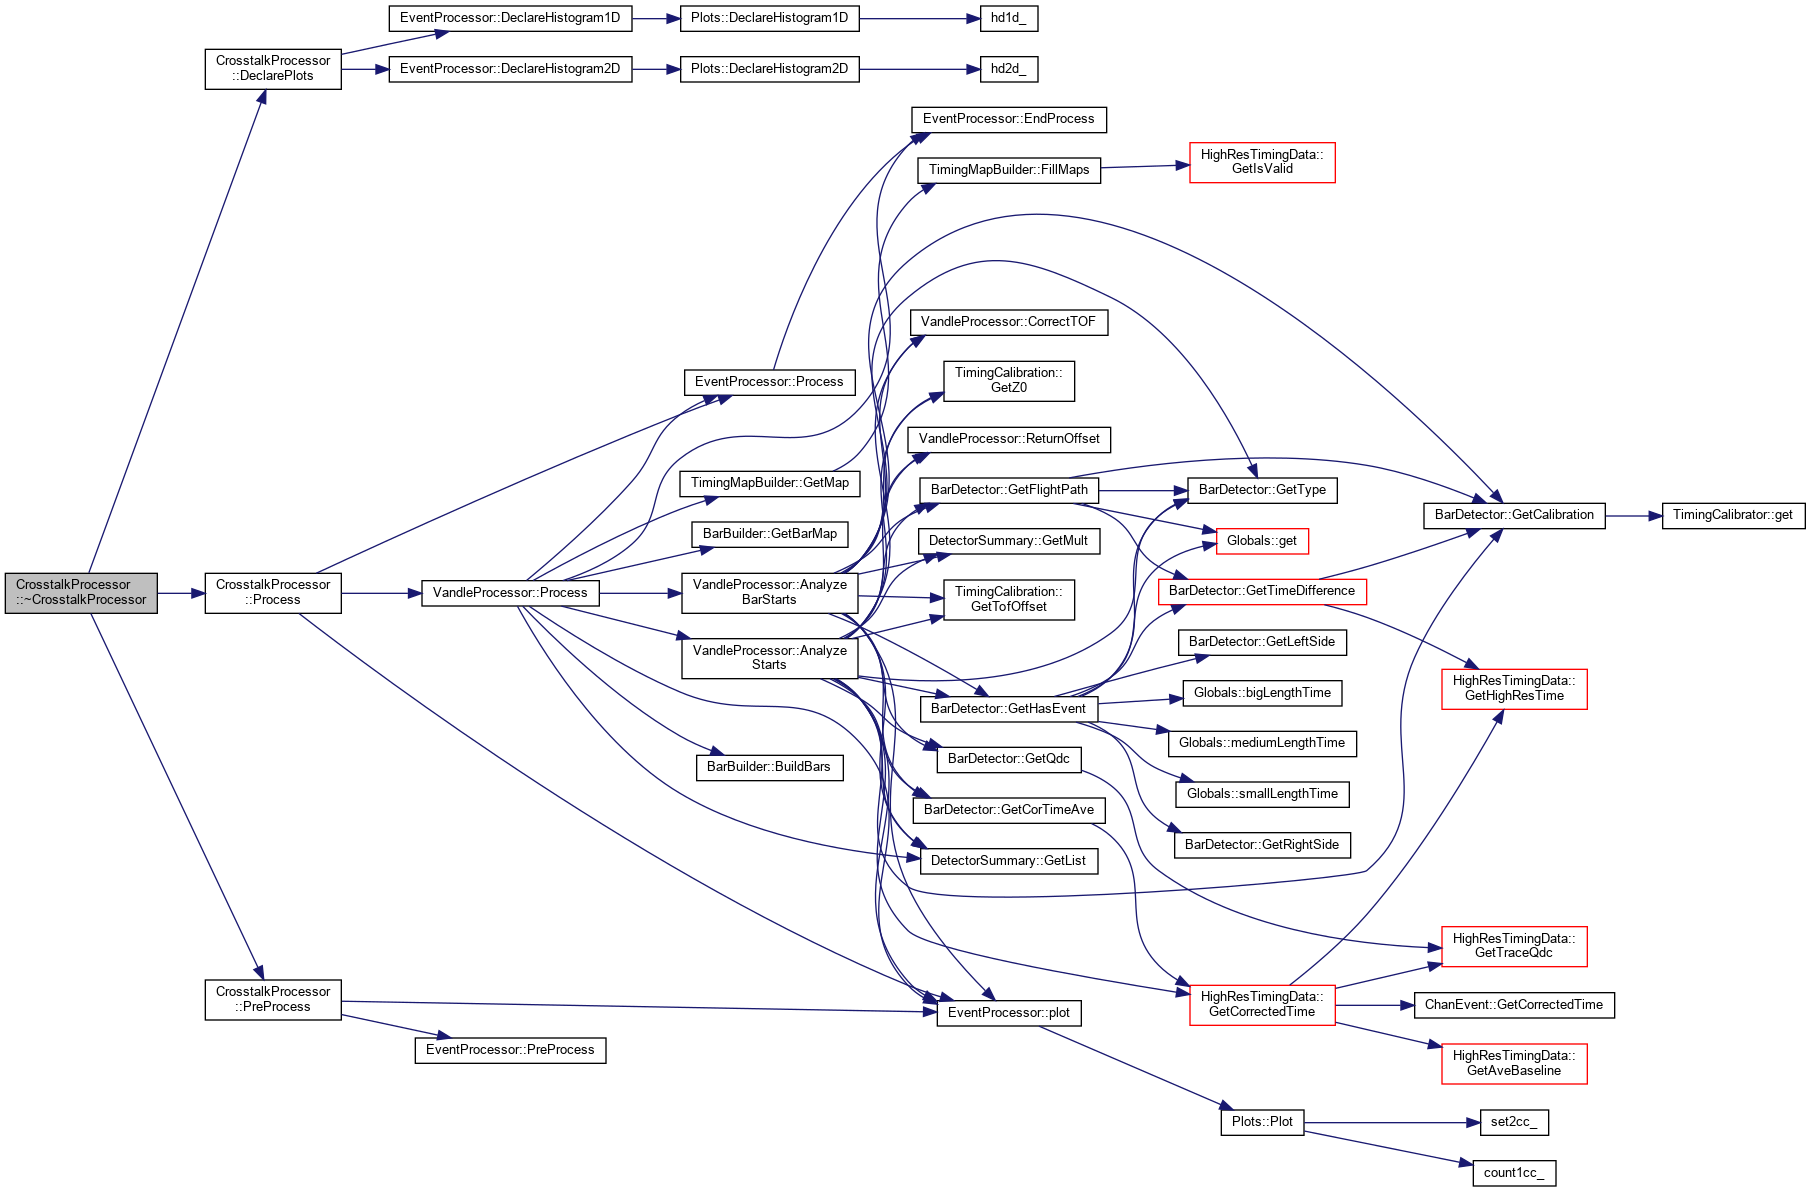 EventProcessor::DeclareHistogram1D
Plots::DeclareHistogram1D
hd1d_
CrosstalkProcessor
::DeclarePlots
EventProcessor::DeclareHistogram2D
Plots::DeclareHistogram2D
hd2d_
EventProcessor::EndProcess
TimingMapBuilder::FillMaps
HighResTimingData::
GetIsValid
VandleProcessor::CorrectTOF
EventProcessor::Process
TimingCalibration::
GetZ0
VandleProcessor::ReturnOffset
TimingMapBuilder::GetMap
BarDetector::GetFlightPath
BarDetector::GetType
BarDetector::GetCalibration
TimingCalibrator::get
BarBuilder::GetBarMap
DetectorSummary::GetMult
Globals::get
CrosstalkProcessor
::~CrosstalkProcessor
CrosstalkProcessor
::Process
VandleProcessor::Process
VandleProcessor::Analyze
BarStarts
TimingCalibration::
GetTofOffset
BarDetector::GetTimeDifference
VandleProcessor::Analyze
Starts
BarDetector::GetLeftSide
Globals::bigLengthTime
HighResTimingData::
GetHighResTime
BarDetector::GetHasEvent
Globals::mediumLengthTime
BarBuilder::BuildBars
BarDetector::GetQdc
Globals::smallLengthTime
BarDetector::GetCorTimeAve
BarDetector::GetRightSide
DetectorSummary::GetList
HighResTimingData::
GetTraceQdc
CrosstalkProcessor
::PreProcess
EventProcessor::plot
HighResTimingData::
GetCorrectedTime
ChanEvent::GetCorrectedTime
EventProcessor::PreProcess
HighResTimingData::
GetAveBaseline
Plots::Plot
set2cc_
count1cc_